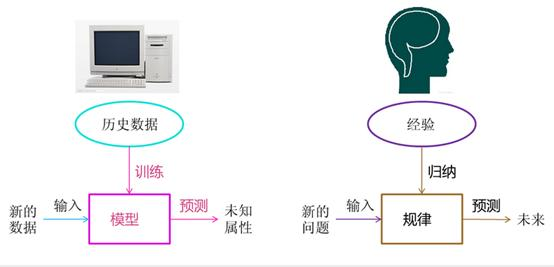 历史数据
训练
新的
数据
输入
模型
预测
未知
属性
经验
归纳
新的
问题
输入
规律
预测
未来